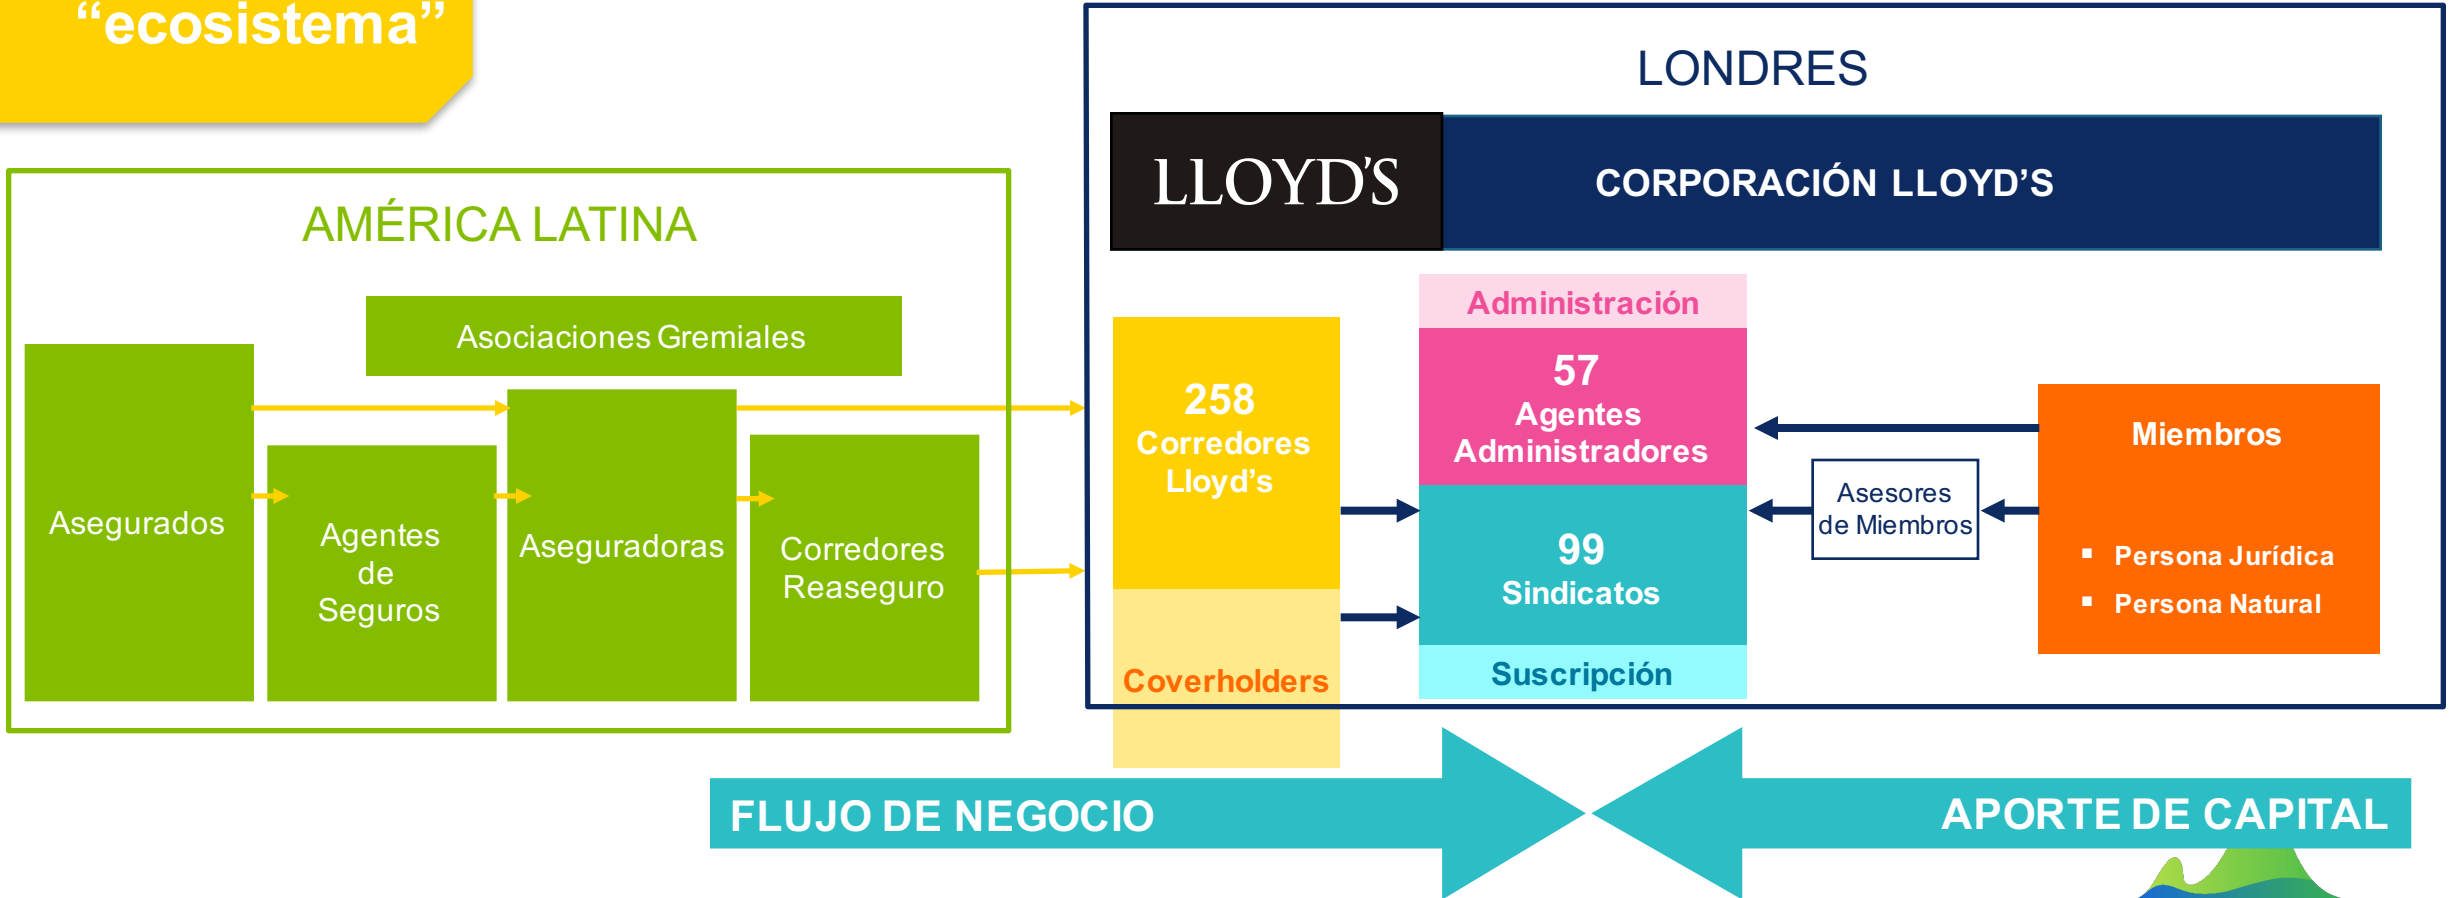 “ecosistema”
AMÉRICA LATINA
Asociaciones Gremiales
Asegurados
Agentes
de
Seguros
Aseguradoras
Corredores
Reaseguro
LONDRES
LLOYD'S
CORPORACIÓN LLOYD’S
258
Corredores
Lloyd’s
Coverholders
Administración
57
Agentes
Administradores
99
Sindicatos
Suscripción
Asesores
de Miembros
Miembros
▪ Persona Jurídica
▪ Persona Natural
FLUJO DE NEGOCIO
APORTE DE CAPITAL